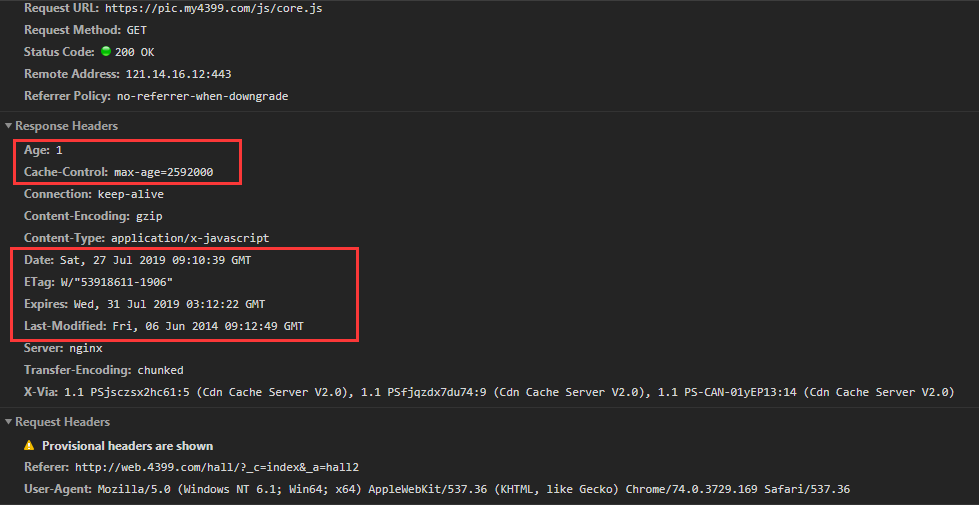 Request URL: https://pic.my4399.com/js/core.js
Request Method: GET
Status Code: 200 OK
Remote Address: 121.14.16.12:443
Referrer Policy: no-referrer-when-downgrade
Response Headers
Age: 1
Cache-Control: max-age=2592000
Connection: keep-alive
Content-Encoding: gzip
Content-Type: application/x-javascript
Date: Sat, 27 Jul 2019 09:10:39 GMT
ETag: W/"53918611-1906"
Expires: Wed, 31 Jul 2019 03:12:22 GMT
Last-Modified: Fri, 06 Jun 2014 09:12:49 GMT
Server: nginx
Transfer-Encoding: chunked
X-Via: 1.1 PSjsczsx2hc61:5 (Cdn Cache Server V2.0), 1.1 PSfjqzdx7du74:9 (Cdn Cache Server V2.0), 1.1 PS-CAN-01yEP13:14 (Cdn Cache Server V2.0)
Request Headers
Provisional headers are shown
Referer: http://web.4399.com/hall/?_c=index&_a=hall2
User-Agent: Mozilla/5.0 (Windows NT 6.1; Win64; x64) AppleWebKit/537.36 (KHTML, like Gecko) Chrome/74.0.3729.169 Safari/537.36